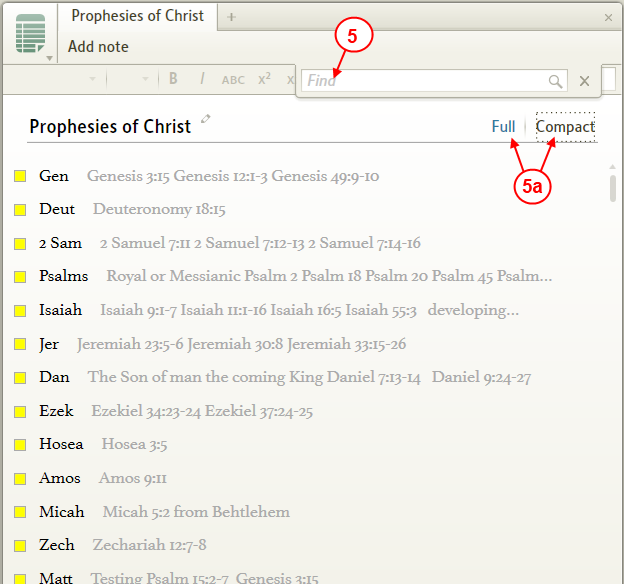 Prophesies of Christ
Add note
B I ABC X² X
5
Find
Prophesies of Christ
Full Compact
5a
Gen Genesis 3:15 Genesis 12:1-3 Genesis 49:9-10
Deut Deuteronomy 18:15
2 Sam 2 Samuel 7:11 2 Samuel 7:12-13 2 Samuel 7:14-16
Psalms Royal or Messianic Psalm 2 Psalm 18 Psalm 20 Psalm 45 Psalm...
Isaiah Isaiah 9:1-7 Isaiah 11:1-16 Isaiah 16:5 Isaiah 55:3 developing...
Jer Jeremiah 23:5-6 Jeremiah 30:8 Jeremiah 33:15-26
Dan The Son of man the coming King Daniel 7:13-14 Daniel 9:24-27
Ezek Ezekiel 34:23-24 Ezekiel 37:24-25
Hosea Hosea 3:5
Amos Amos 9:11
Micah Micah 5:2 from Behtlehem
Zech Zechariah 12:7-8
Matt Testing Psalm 15:2-7 Genesis 3:15